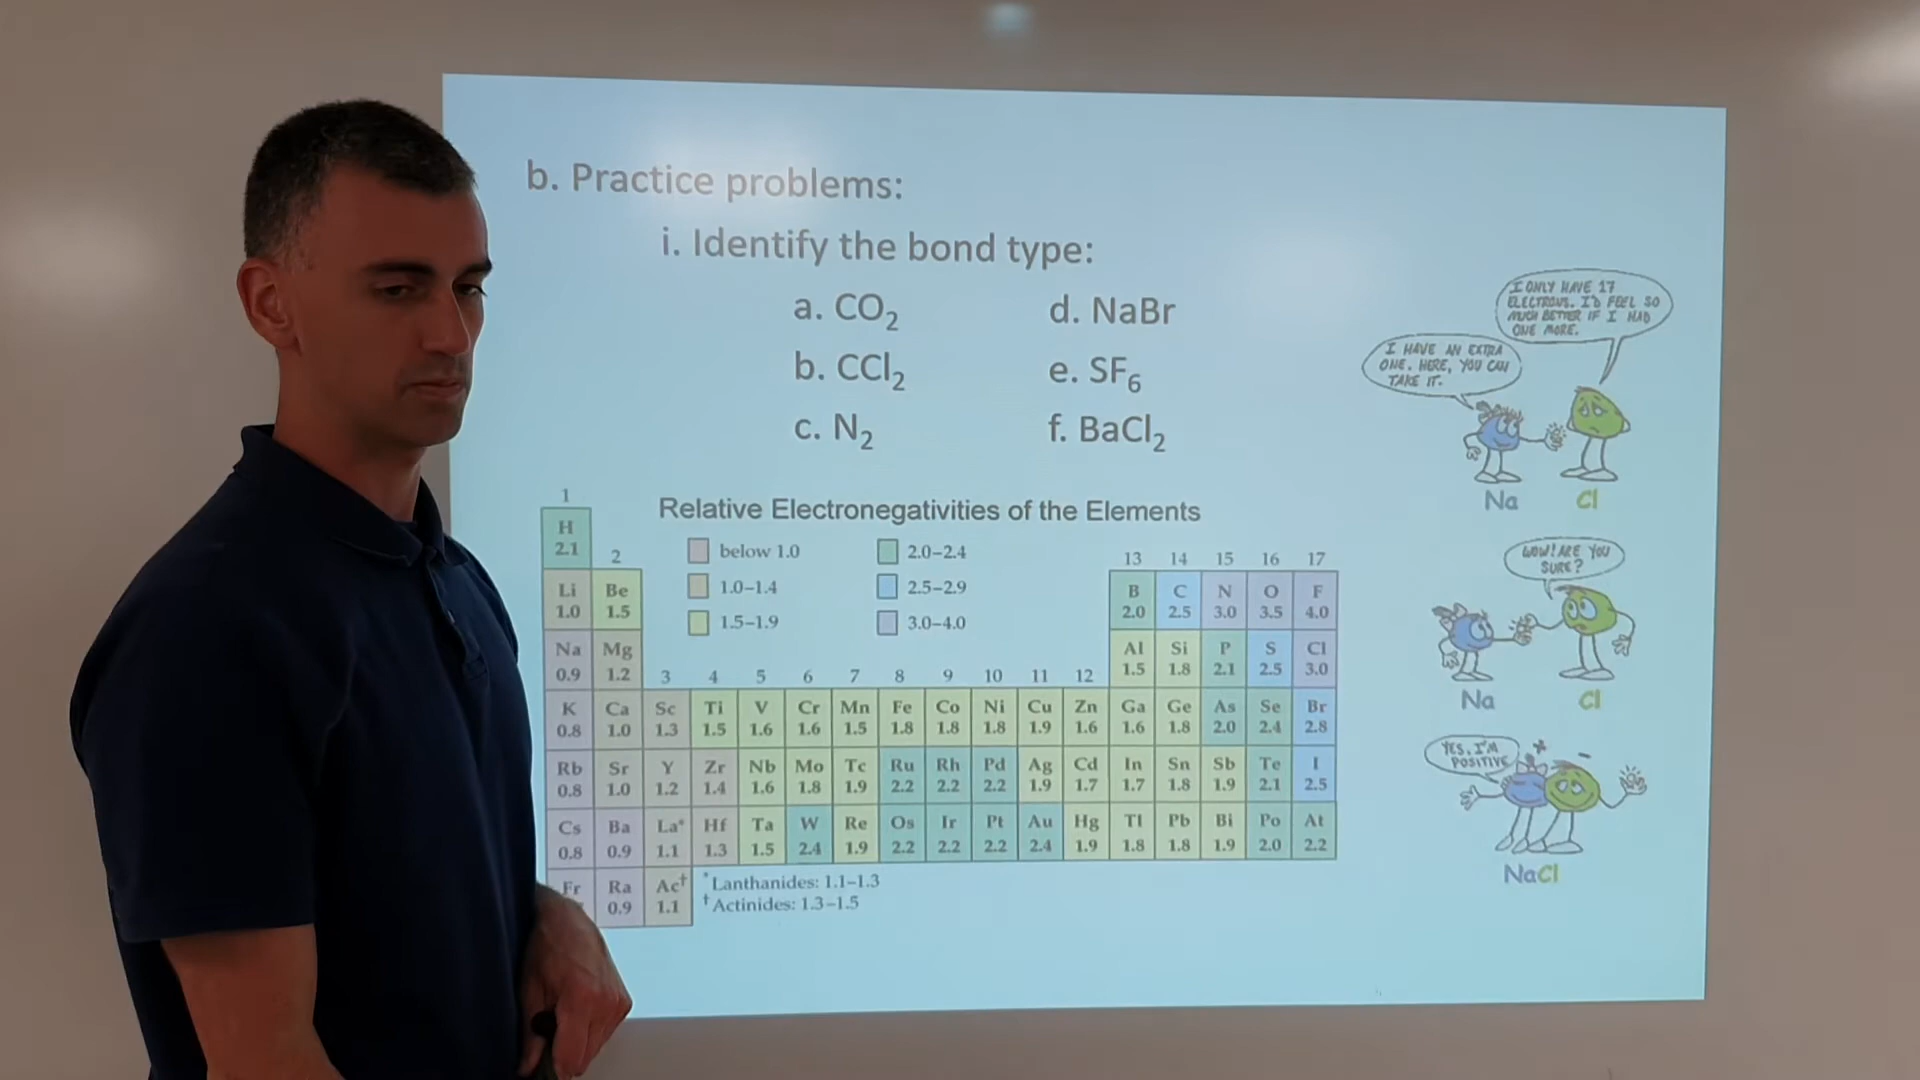 b. Practice problems:
i. Identify the bond type:
a. CO₂
d. NaBr
b. CCl₂
e. SF₆
c. N₂
f. BaCl₂
I ONLY HAVE 17
ELECTRONS. I'D FEEL SO
MUCH BETTER IF I HAD
ONE MORE.
I HAVE AN EXTRA
ONE. HERE, YOU CAN
TAKE IT.
Na Cl
WOW! ARE YOU
SURE?
Na Cl
YES, I'M
POSITIVE
NaCl
Relative Electronegativities of the Elements
below 1.0
2.0–2.4
1.0–1.4
2.5–2.9
1.5–1.9
3.0–4.0
1
H
2.1
2 13 14 15 16 17
Li Be B C N O F
1.0 1.5 2.0 2.5 3.0 3.5 4.0
Na Mg Al Si P S Cl
0.9 1.2 1.5 1.8 2.1 2.5 3.0
3 4 5 6 7 8 9 10 11 12
K Ca Sc Ti V Cr Mn Fe Co Ni Cu Zn Ga Ge As Se Br
0.8 1.0 1.3 1.5 1.6 1.6 1.5 1.8 1.8 1.8 1.9 1.6 1.6 1.8 2.0 2.4 2.8
Rb Sr Y Zr Nb Mo Tc Ru Rh Pd Ag Cd In Sn Sb Te I
0.8 1.0 1.2 1.4 1.6 1.8 1.9 2.2 2.2 2.2 1.9 1.7 1.7 1.8 1.9 2.1 2.5
Cs Ba La* Hf Ta W Re Os Ir Pt Au Hg Tl Pb Bi Po At
0.8 0.9 1.1 1.3 1.5 2.4 1.9 2.2 2.2 2.2 2.4 1.9 1.8 1.8 1.9 2.0 2.2
Fr Ra Ac†
0.9 1.1
*Lanthanides: 1.1–1.3
†Actinides: 1.3–1.5